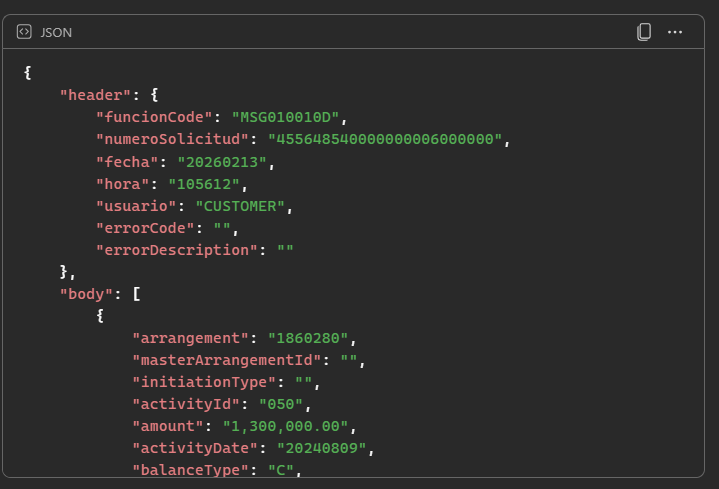 JSON
{
"header": {
"funcionCode": "MSG010010D",
"numeroSolicitud": "455648540000000006000000",
"fecha": "20260213",
"hora": "105612",
"usuario": "CUSTOMER",
"errorCode": "",
"errorDescription": ""
},
"body": [
{
"arrangement": "1860280",
"masterArrangementId": "",
"initiationType": "",
"activityId": "050",
"amount": "1,300,000.00",
"activityDate": "20240809",
"balanceType": "C",